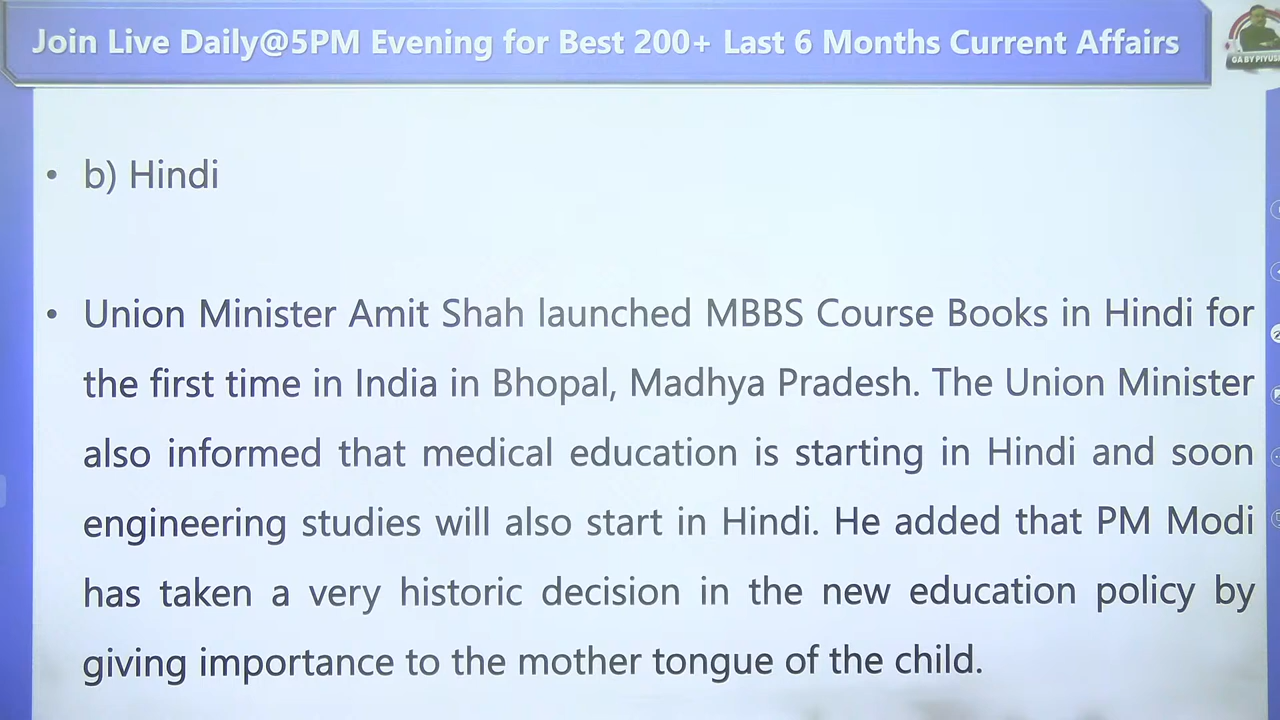 Join Live Daily@5PM Evening for Best 200+ Last 6 Months Current Affairs
• b) Hindi
• Union Minister Amit Shah launched MBBS Course Books in Hindi for
the first time in India in Bhopal, Madhya Pradesh. The Union Minister
also informed that medical education is starting in Hindi and soon
engineering studies will also start in Hindi. He added that PM Modi
has taken a very historic decision in the new education policy by
giving importance to the mother tongue of the child.
GA BY PIYUSH